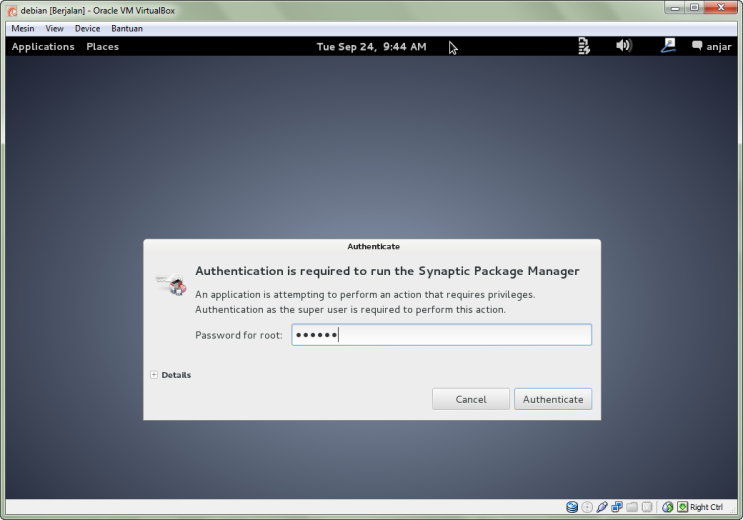 debian [Berjalan] - Oracle VM VirtualBox
Mesin View Device Bantuan
Applications Places Tue Sep 24, 9:44 AM anjar
Authenticate
Authentication is required to run the Synaptic Package Manager
An application is attempting to perform an action that requires privileges.
Authentication as the super user is required to perform this action.
Password for root: ••••••
Details
Cancel Authenticate
Right Ctrl